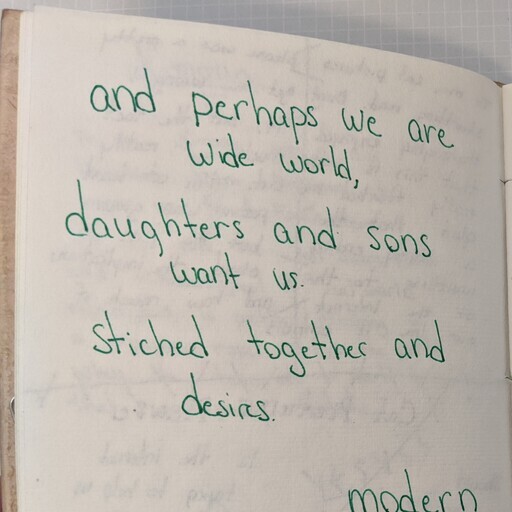 and perhaps we are
wide world,
daughters and sons
want us.
Stiched together and
desires.
modern